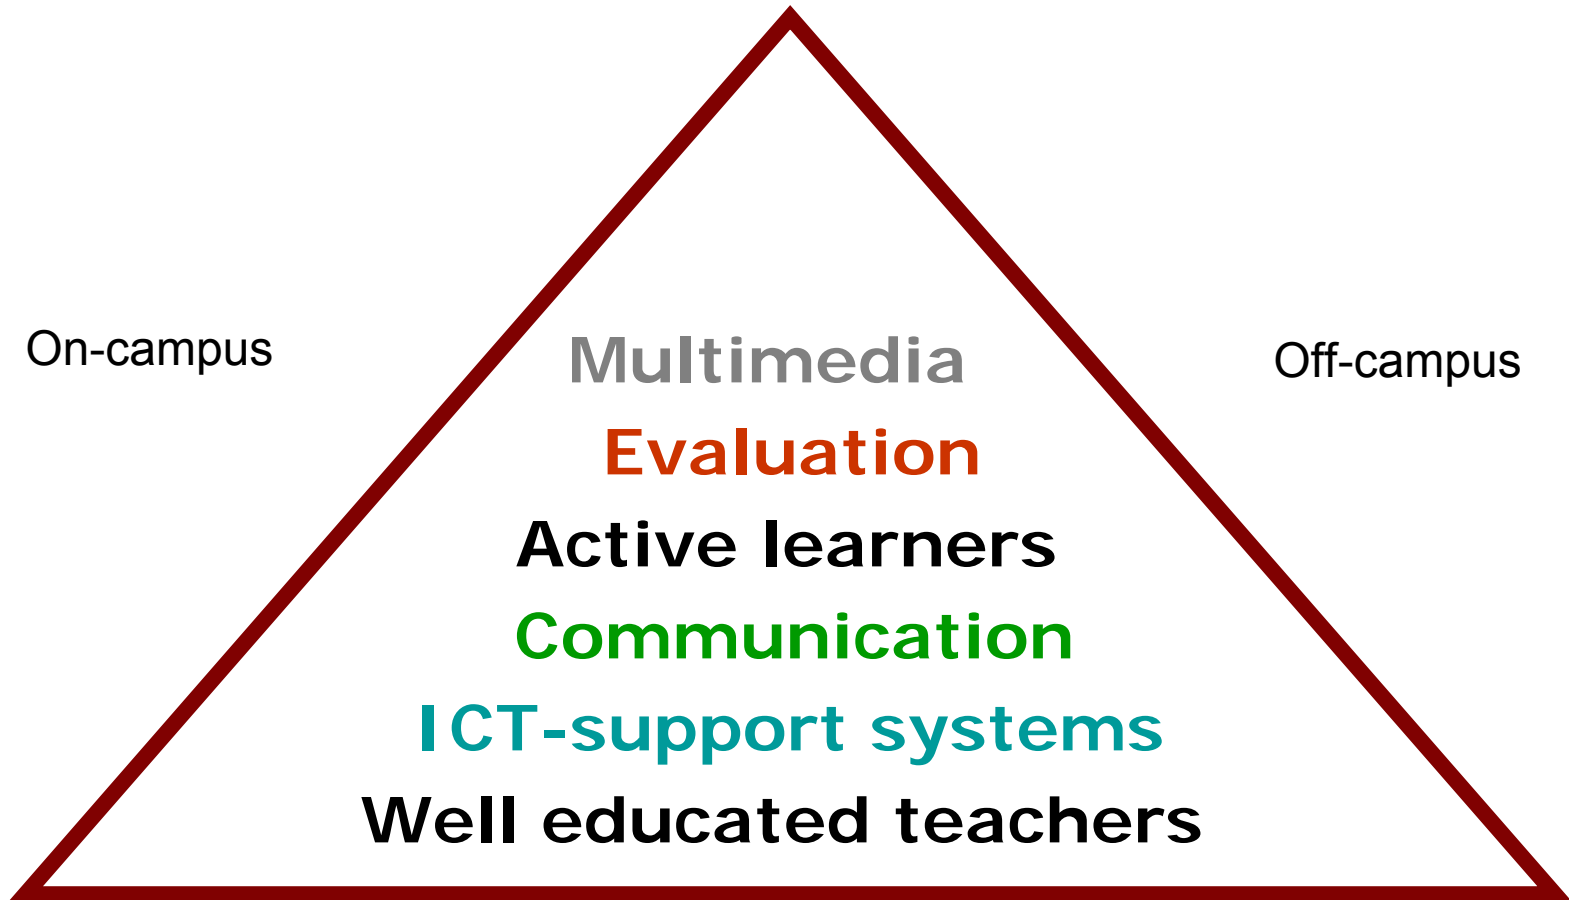 On-campus
Off-campus
Multimedia
Evaluation
Active learners
Communication
ICT-support systems
Well educated teachers